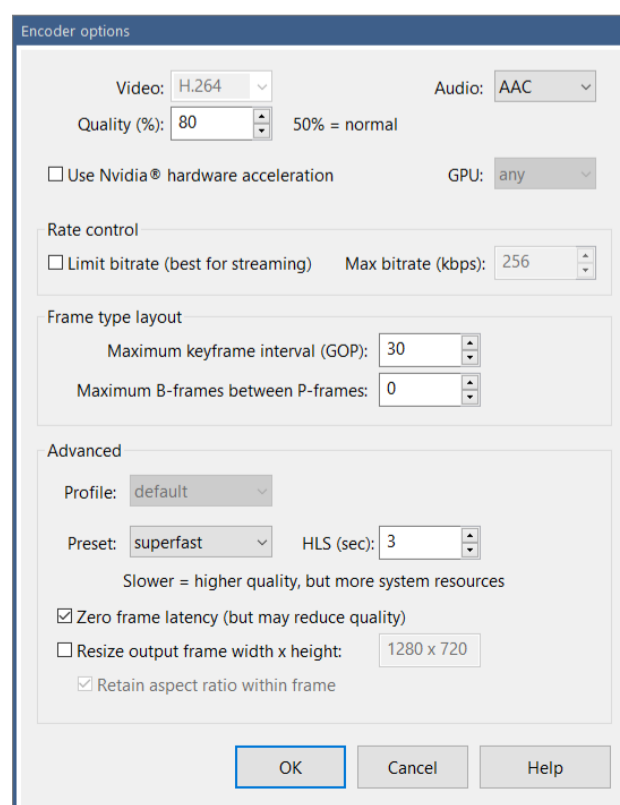 Encoder options
Video: H.264 Audio: AAC
Quality (%): 80 50% = normal
Use Nvidia® hardware acceleration GPU: any
Rate control
Limit bitrate (best for streaming) Max bitrate (kbps): 256
Frame type layout
Maximum keyframe interval (GOP): 30
Maximum B-frames between P-frames: 0
Advanced
Profile: default
Preset: superfast HLS (sec): 3
Slower = higher quality, but more system resources
Zero frame latency (but may reduce quality)
Resize output frame width x height: 1280 x 720
Retain aspect ratio within frame
OK Cancel Help